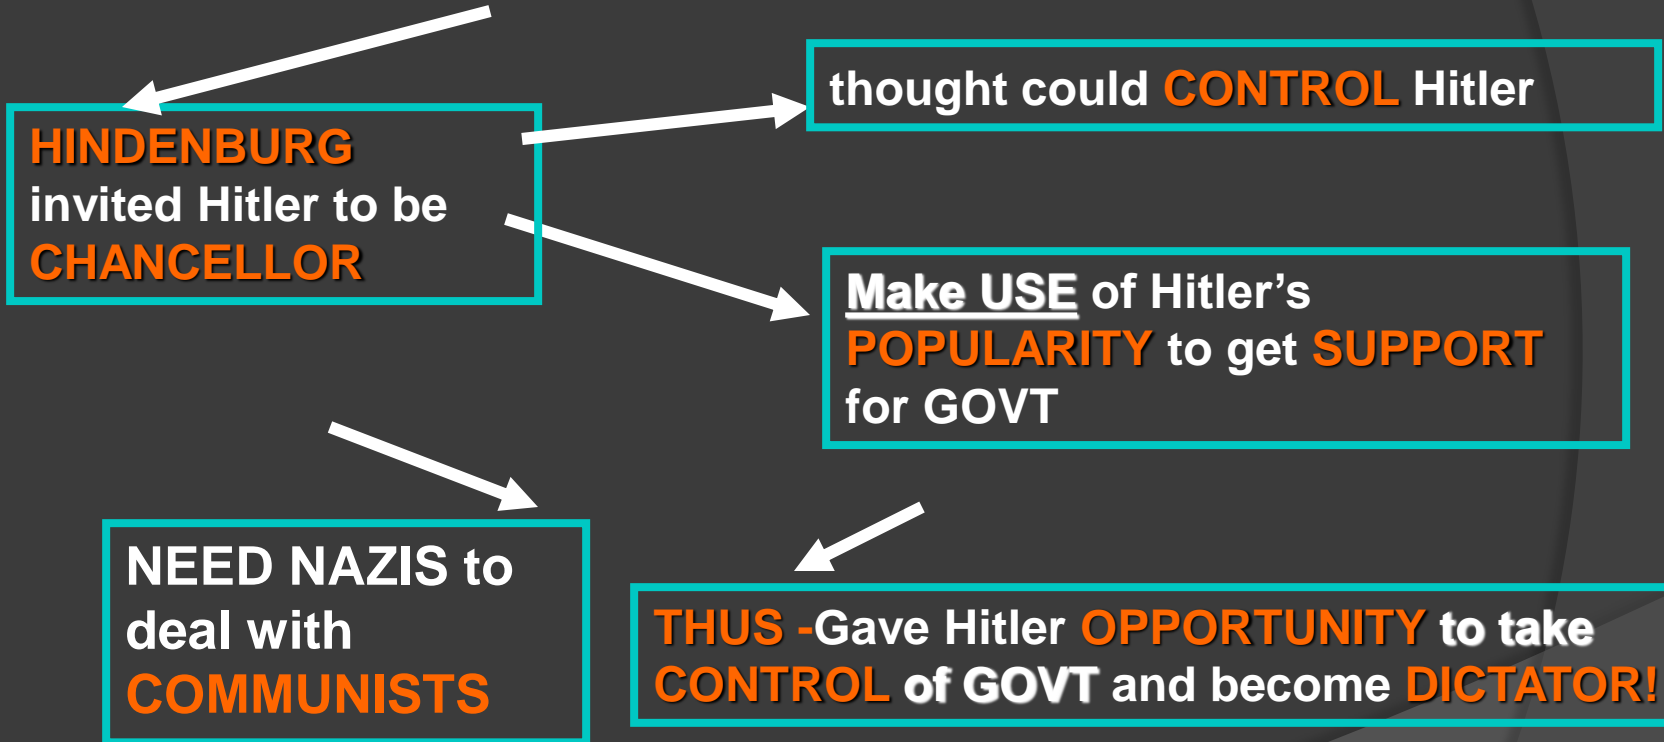 thought could CONTROL Hitler
HINDENBURG
invited Hitler to be
CHANCELLOR
Make USE of Hitler’s
POPULARITY to get SUPPORT
for GOVT
NEED NAZIS to
deal with
COMMUNISTS
THUS -Gave Hitler OPPORTUNITY to take
CONTROL of GOVT and become DICTATOR!